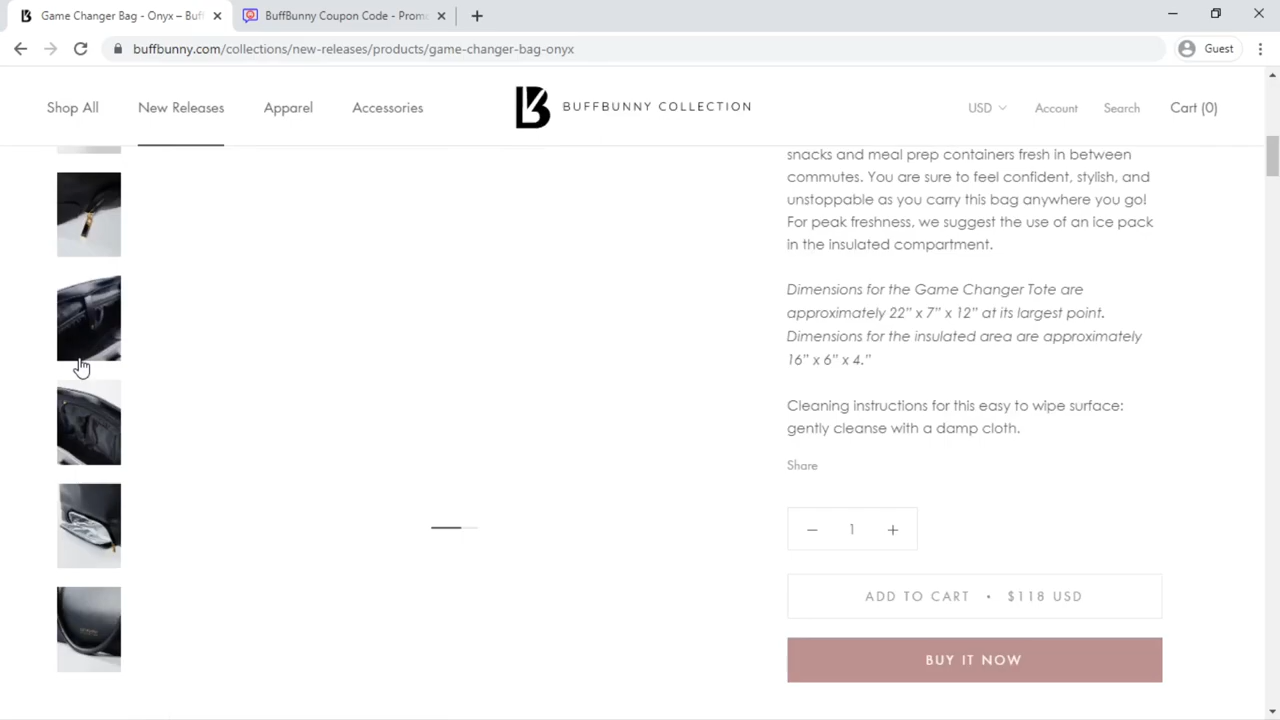 Game Changer Bag - Onyx – Buf
BuffBunny Coupon Code - Promo
buffbunny.com/collections/new-releases/products/game-changer-bag-onyx
Guest
Shop All
New Releases
Apparel
Accessories
BUFFBUNNY COLLECTION
USD
Account
Search
Cart (0)
snacks and meal prep containers fresh in between
commutes. You are sure to feel confident, stylish, and
unstoppable as you carry this bag anywhere you go!
For peak freshness, we suggest the use of an ice pack
in the insulated compartment.
Dimensions for the Game Changer Tote are
approximately 22" x 7" x 12" at its largest point.
Dimensions for the insulated area are approximately
16" x 6" x 4."
Cleaning instructions for this easy to wipe surface:
gently cleanse with a damp cloth.
Share
1
ADD TO CART • $118 USD
BUY IT NOW